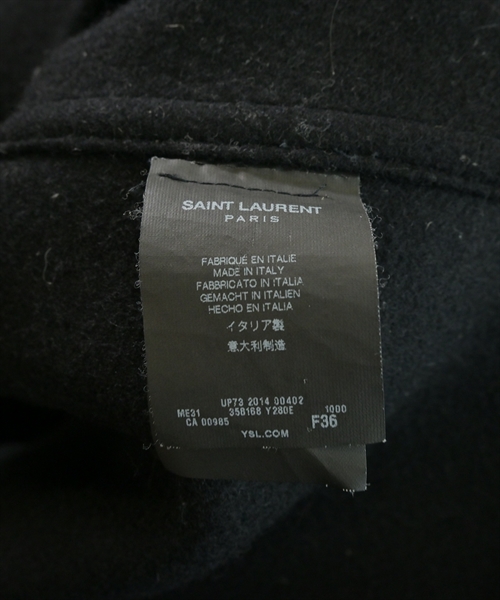 SAINT LAURENT
PARIS
FABRIQUÉ EN ITALIE
MADE IN ITALY
FABBRICATO IN ITALIA
GEMACHT IN ITALIEN
HECHO EN ITALIA
イタリア製
意大利制造
UP73 2014 00402
ME31 358168 Y280E 1000
CA 00985 F36
YSL.COM